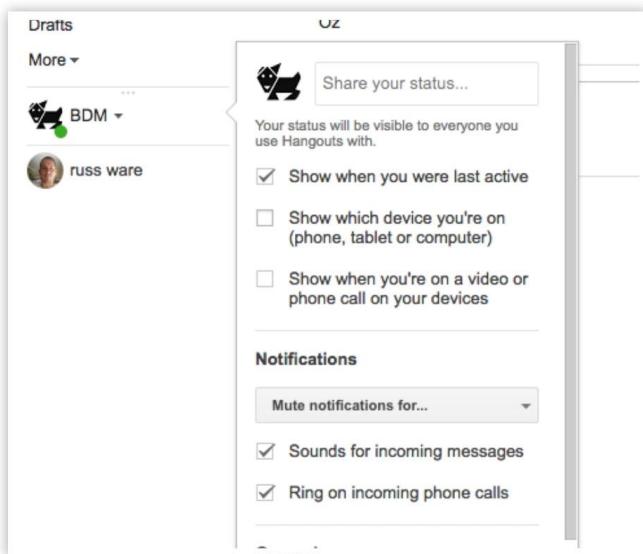 Drafts
OZ
More
BDM
russ ware
Share your status...
Your status will be visible to everyone you
use Hangouts with.
Show when you were last active
Show which device you're on
(phone, tablet or computer)
Show when you're on a video or
phone call on your devices
Notifications
Mute notifications for...
Sounds for incoming messages
Ring on incoming phone calls